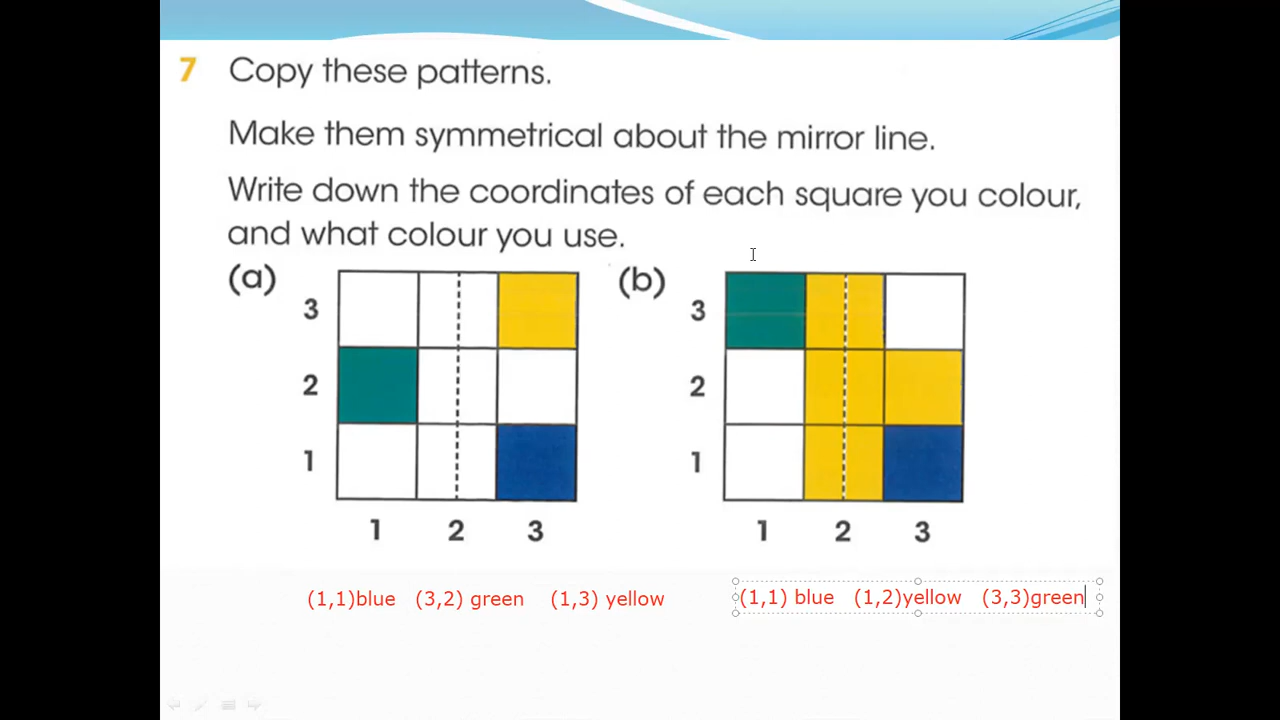 7 Copy these patterns.
Make them symmetrical about the mirror line.
Write down the coordinates of each square you colour,
and what colour you use.
(a)
3
2
1
1 2 3
(b)
3
2
1
1 2 3
(1,1)blue (3,2) green (1,3) yellow
(1,1) blue (1,2)yellow (3,3)green